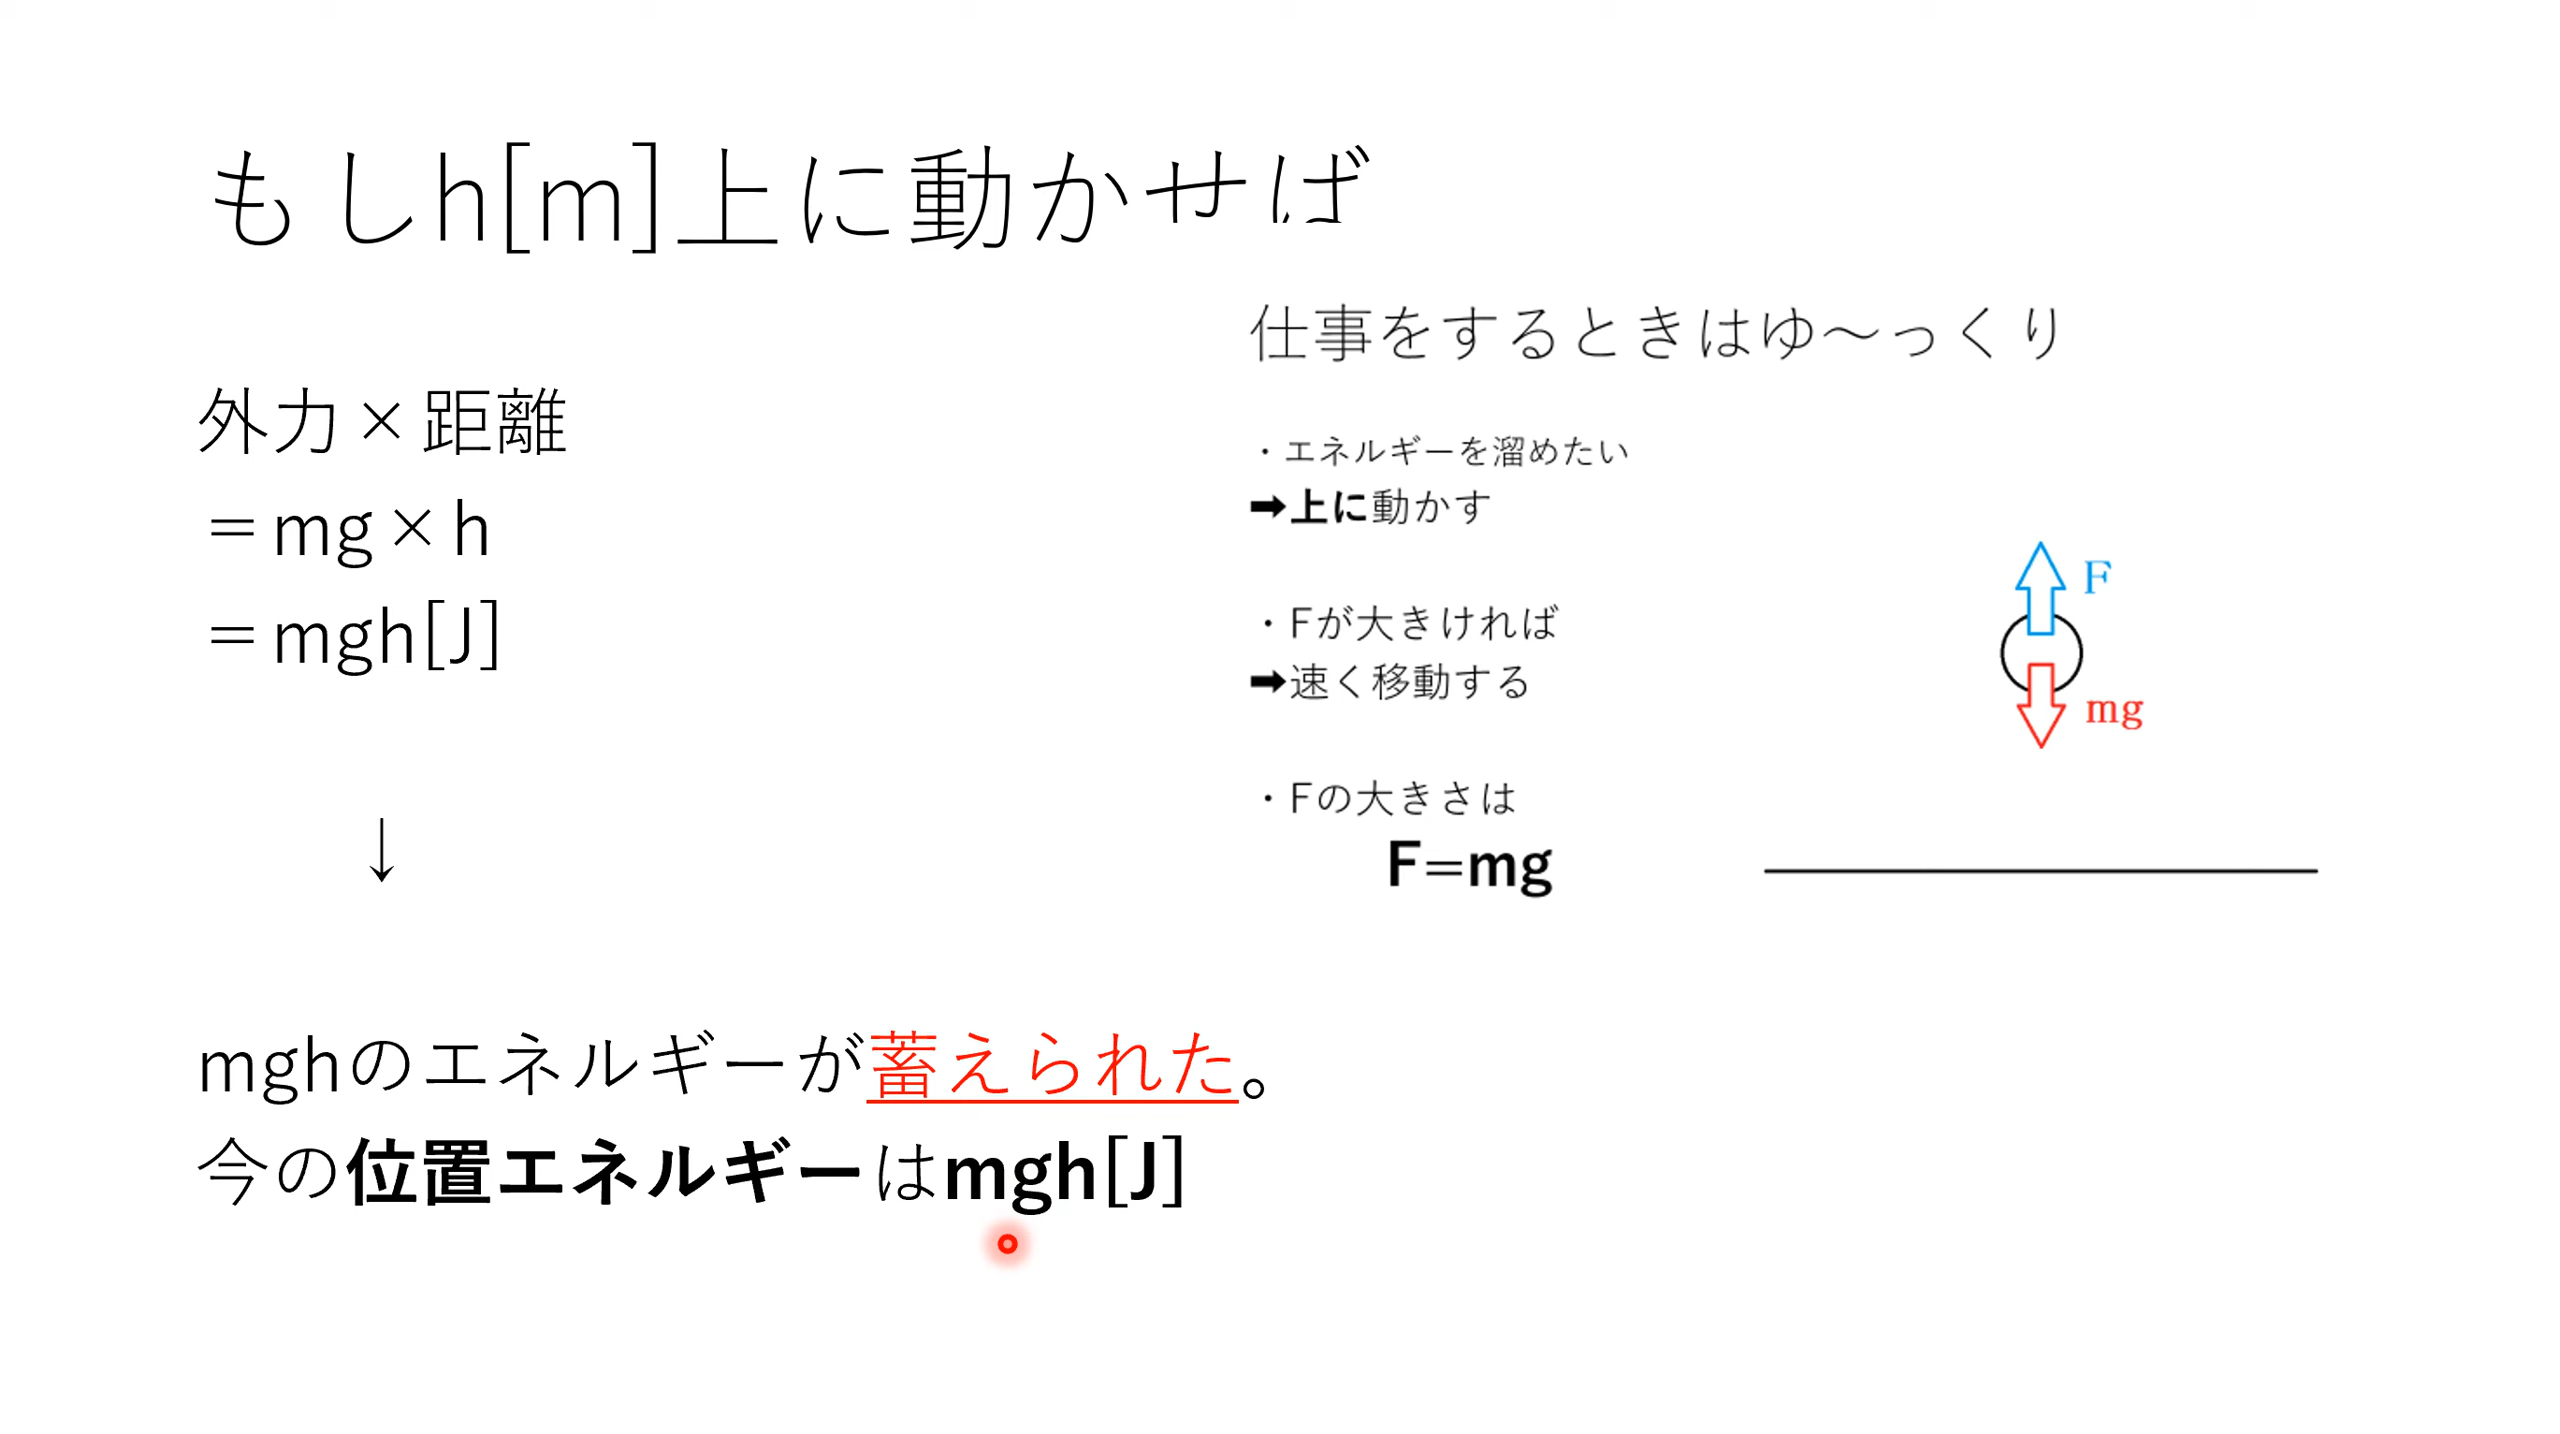 もしh[m]上に動かせば
外力×距離
＝mg×h
＝mgh[J]
↓
mghのエネルギーが蓄えられた。
今の位置エネルギーはmgh[J]
仕事をするときはゆ～っくり
・エネルギーを溜めたい
➡上に動かす
・Fが大きければ
➡速く移動する
・Fの大きさは
F=mg
F
mg